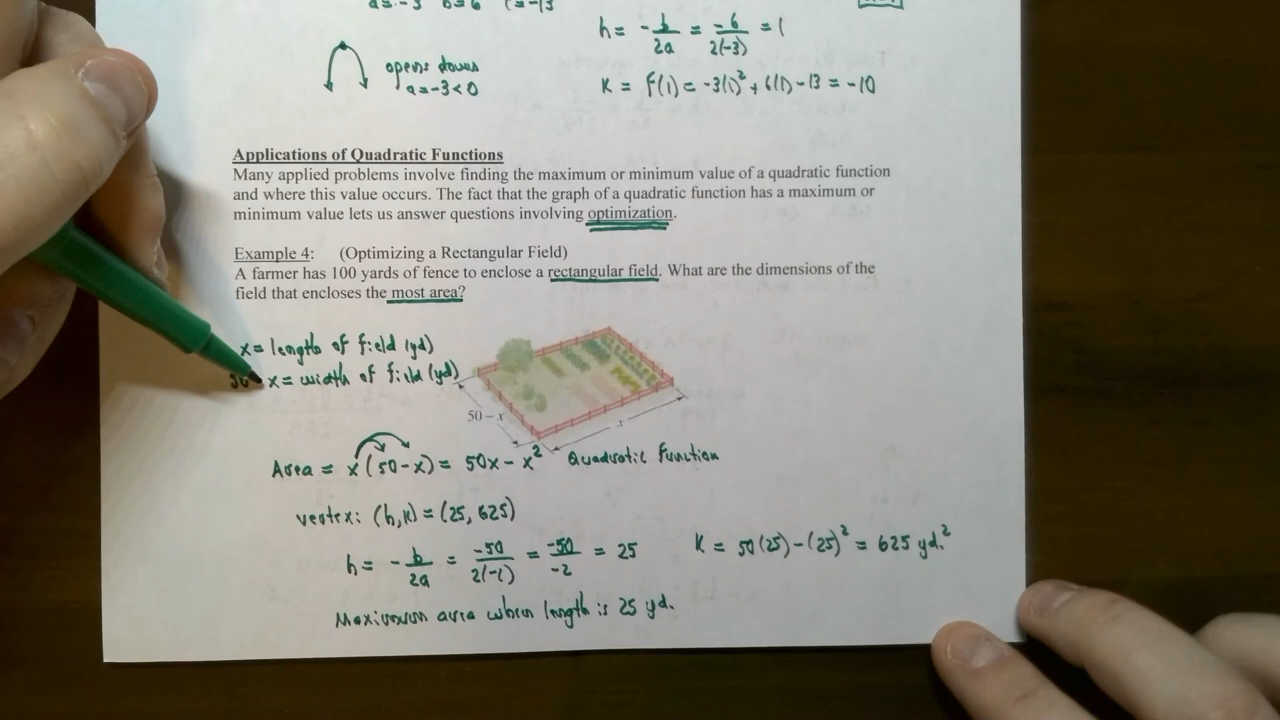 a=-3 b=6 c=-13
h = -b/2a = -6/2(-3) = 1
opens down
a=-3<0
K = f(1) = -3(1)² + 6(1) - 13 = -10
Applications of Quadratic Functions
Many applied problems involve finding the maximum or minimum value of a quadratic function
and where this value occurs. The fact that the graph of a quadratic function has a maximum or
minimum value lets us answer questions involving optimization.
Example 4: (Optimizing a Rectangular Field)
A farmer has 100 yards of fence to enclose a rectangular field. What are the dimensions of the
field that encloses the most area?
x = length of field (yd)
x = width of field (yd)
50 – x
x
Area = x(50-x) = 50x - x² Quadratic Function
vertex: (h,k) = (25, 625)
h = -b/2a = -50/2(-1) = -50/-2 = 25
K = 50(25) - (25)² = 625 yd.²
Maximum area when length is 25 yd.